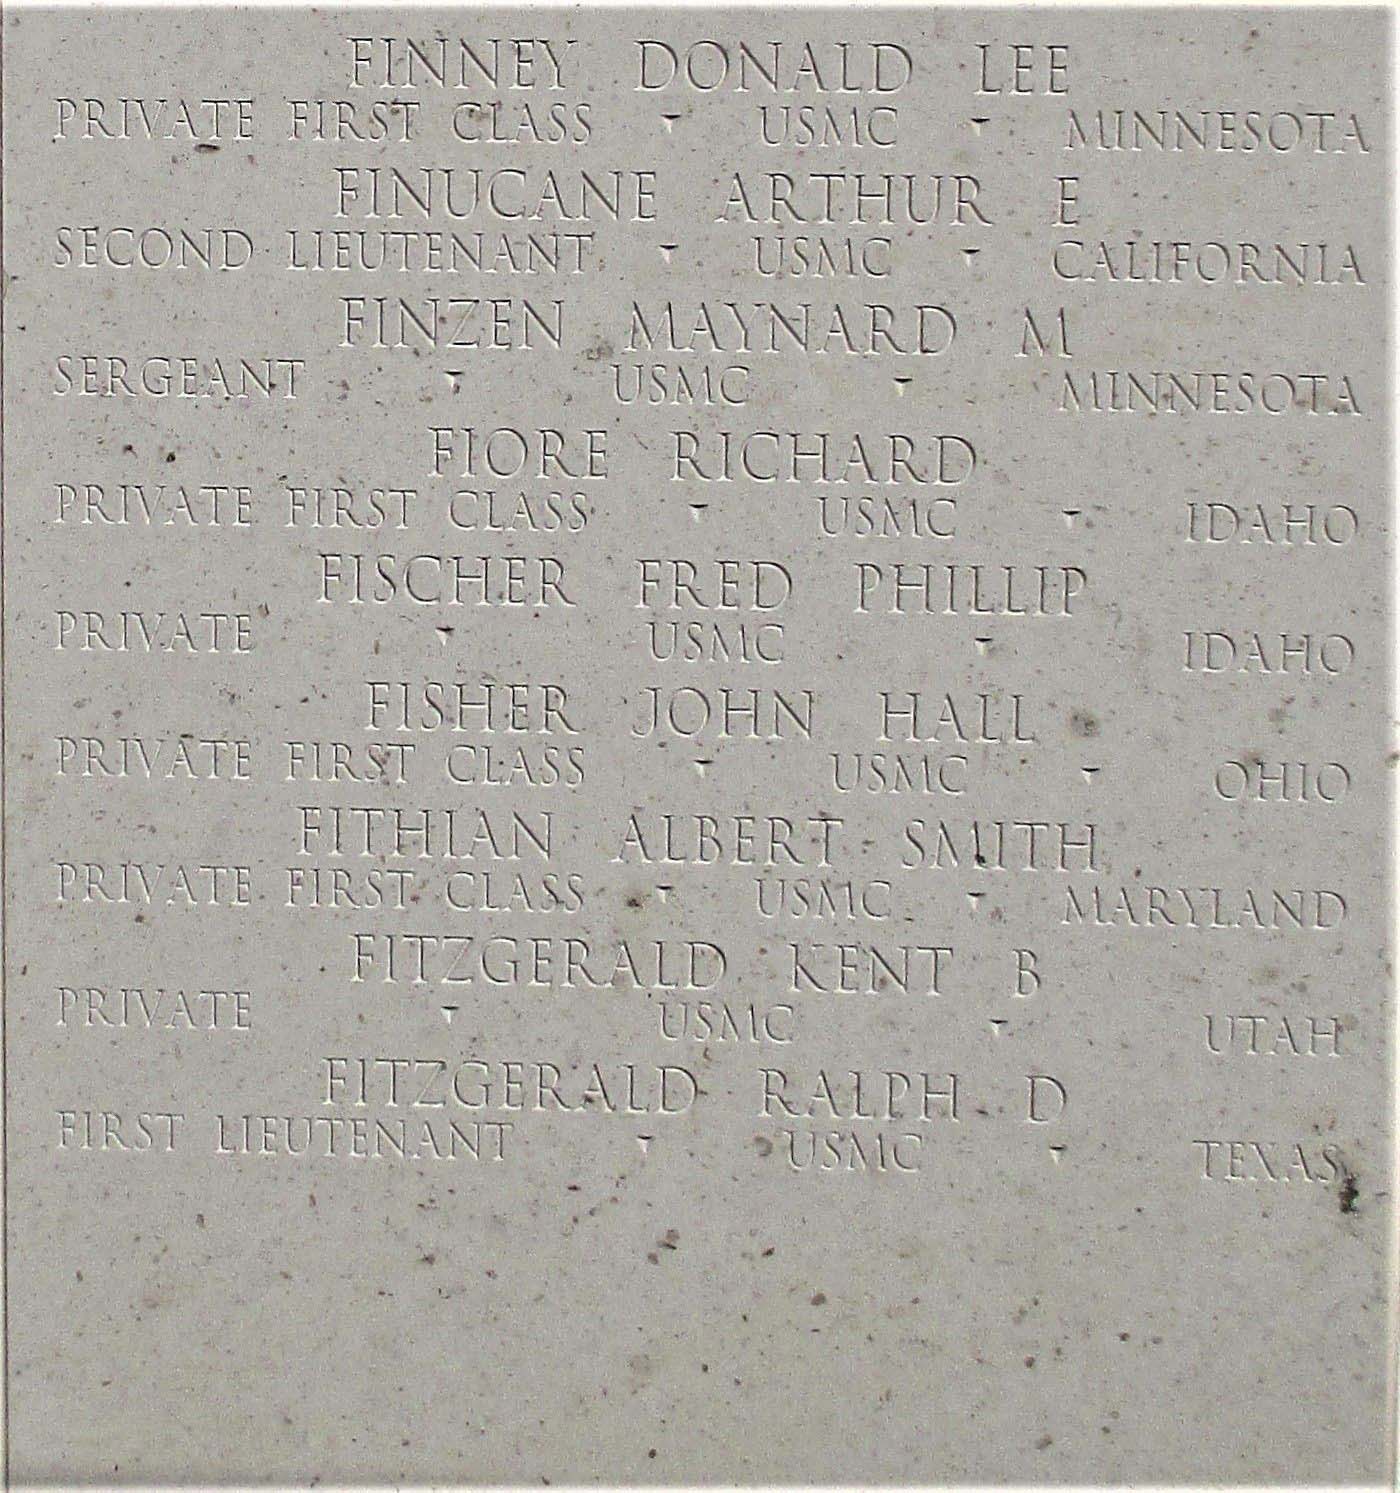 FINNEY DONALD LEE
PRIVATE FIRST CLASS ▾ USMC ▾ MINNESOTA
FINUCANE ARTHUR E
SECOND LIEUTENANT ▾ USMC ▾ CALIFORNIA
FINZEN MAYNARD M
SERGEANT ▾ USMC ▾ MINNESOTA
FIORE RICHARD
PRIVATE FIRST CLASS ▾ USMC ▾ IDAHO
FISCHER FRED PHILLIP
PRIVATE ▾ USMC ▾ IDAHO
FISHER JOHN HALL
PRIVATE FIRST CLASS ▾ USMC ▾ OHIO
FITHIAN ALBERT SMITH
PRIVATE FIRST CLASS ▾ USMC ▾ MARYLAND
FITZGERALD KENT B
PRIVATE ▾ USMC ▾ UTAH
FITZGERALD RALPH D
FIRST LIEUTENANT ▾ USMC ▾ TEXAS